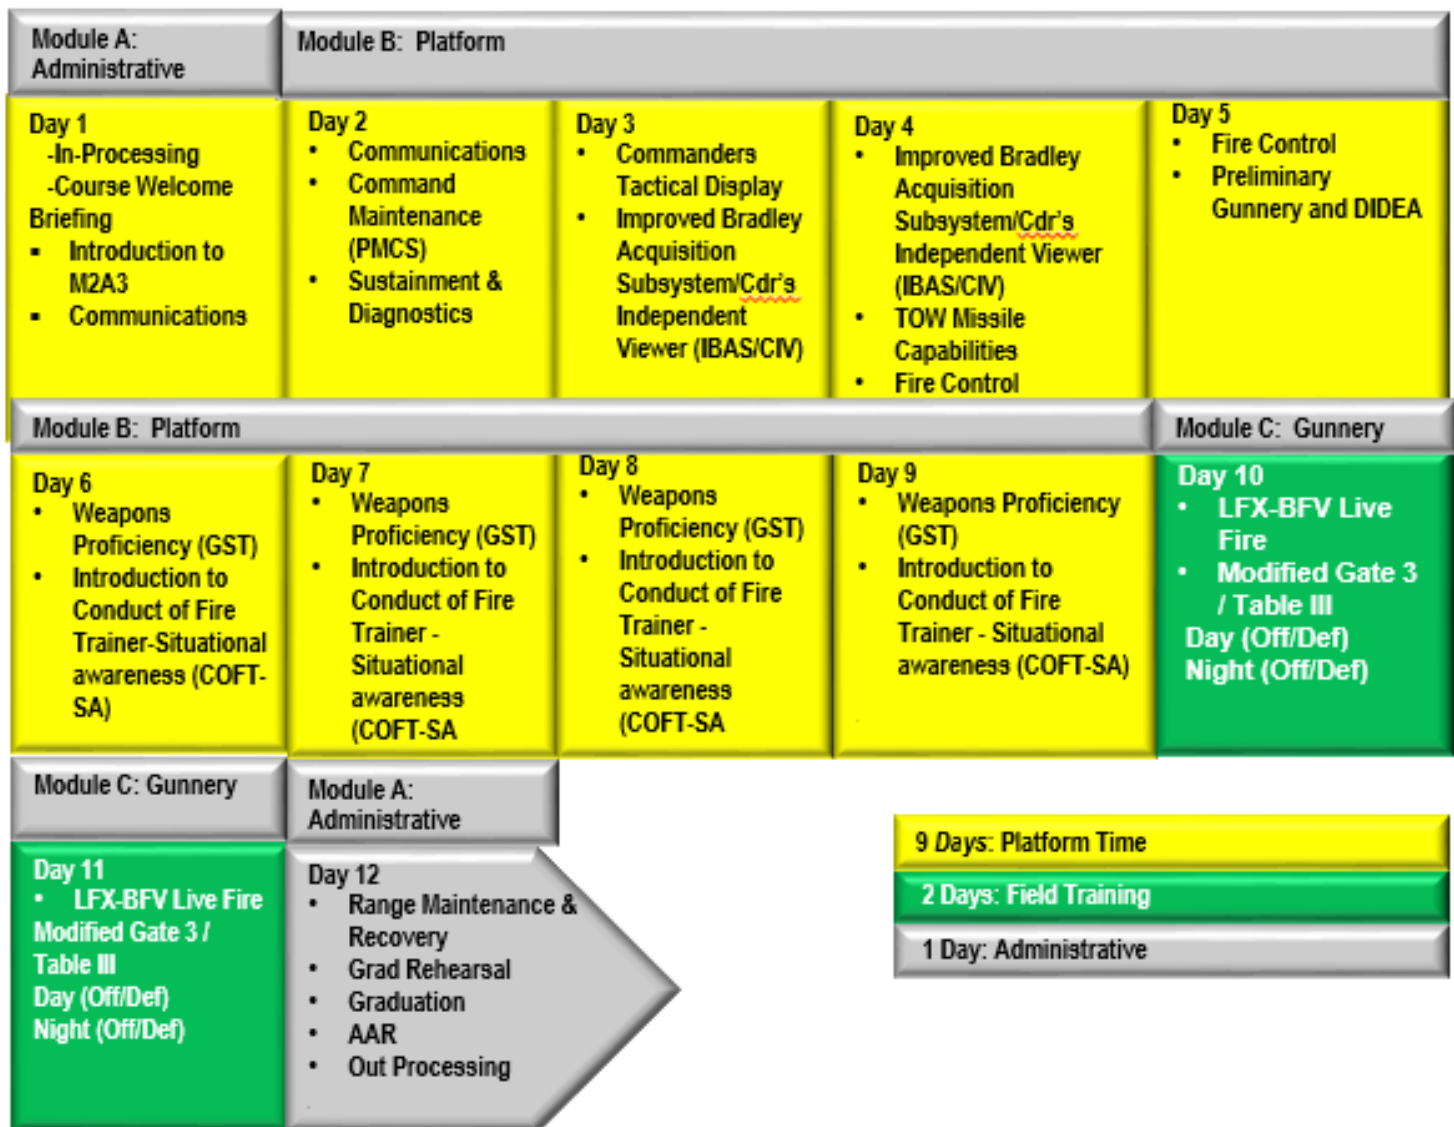 Module A:
Administrative
Module B:  Platform
Day 1
-In-Processing
-Course Welcome
Briefing
▪ Introduction to
M2A3
▪ Communications
Day 2
• Communications
• Command
Maintenance
(PMCS)
• Sustainment &
Diagnostics
Day 3
• Commanders
Tactical Display
• Improved Bradley
Acquisition
Subsystem/Cdr's
Independent
Viewer (IBAS/CIV)
Day 4
• Improved Bradley
Acquisition
Subsystem/Cdr's
Independent Viewer
(IBAS/CIV)
• TOW Missile
Capabilities
• Fire Control
Day 5
• Fire Control
• Preliminary
Gunnery and DIDEA
Module B:  Platform
Module C:  Gunnery
Day 6
• Weapons
Proficiency (GST)
• Introduction to
Conduct of Fire
Trainer-Situational
awareness (COFT-
SA)
Day 7
• Weapons
Proficiency (GST)
• Introduction to
Conduct of Fire
Trainer -
Situational
awareness
(COFT-SA
Day 8
• Weapons
Proficiency (GST)
• Introduction to
Conduct of Fire
Trainer -
Situational
awareness
(COFT-SA
Day 9
• Weapons Proficiency
(GST)
• Introduction to
Conduct of Fire
Trainer - Situational
awareness (COFT-SA)
Day 10
• LFX-BFV Live
Fire
• Modified Gate 3
/ Table III
Day (Off/Def)
Night (Off/Def)
Module C: Gunnery
Module A:
Administrative
Day 11
• LFX-BFV Live Fire
Modified Gate 3 /
Table III
Day (Off/Def)
Night (Off/Def)
Day 12
• Range Maintenance &
Recovery
• Grad Rehearsal
• Graduation
• AAR
• Out Processing
9 Days: Platform Time
2 Days: Field Training
1 Day: Administrative